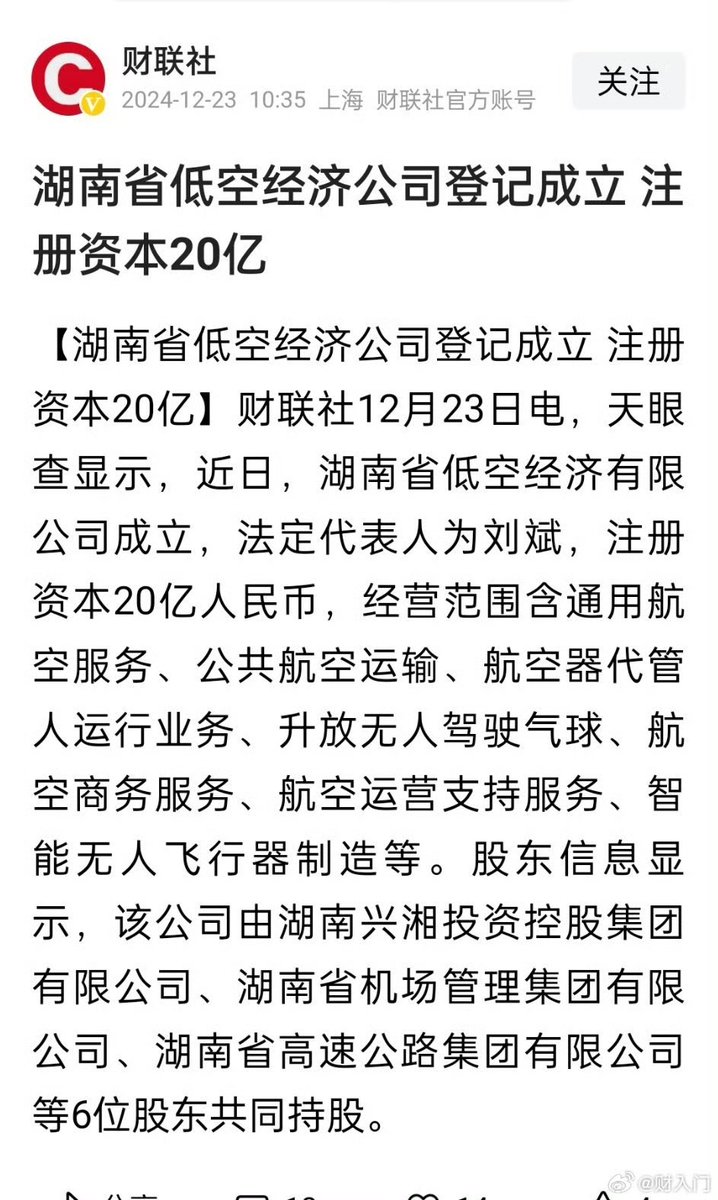 财联社
2024-12-23 10:35 上海 财联社官方账号
关注
湖南省低空经济公司登记成立 注
册资本20亿
【湖南省低空经济公司登记成立 注册
资本20亿】财联社12月23日电，天眼
查显示，近日，湖南省低空经济有限
公司成立，法定代表人为刘斌，注册
资本20亿人民币，经营范围含通用航
空服务、公共航空运输、航空器代管
人运行业务、升放无人驾驶气球、航
空商务服务、航空运营支持服务、智
能无人飞行器制造等。股东信息显
示，该公司由湖南兴湘投资控股集团
有限公司、湖南省机场管理集团有限
公司、湖南省高速公路集团有限公司
等6位股东共同持股。
@财入门